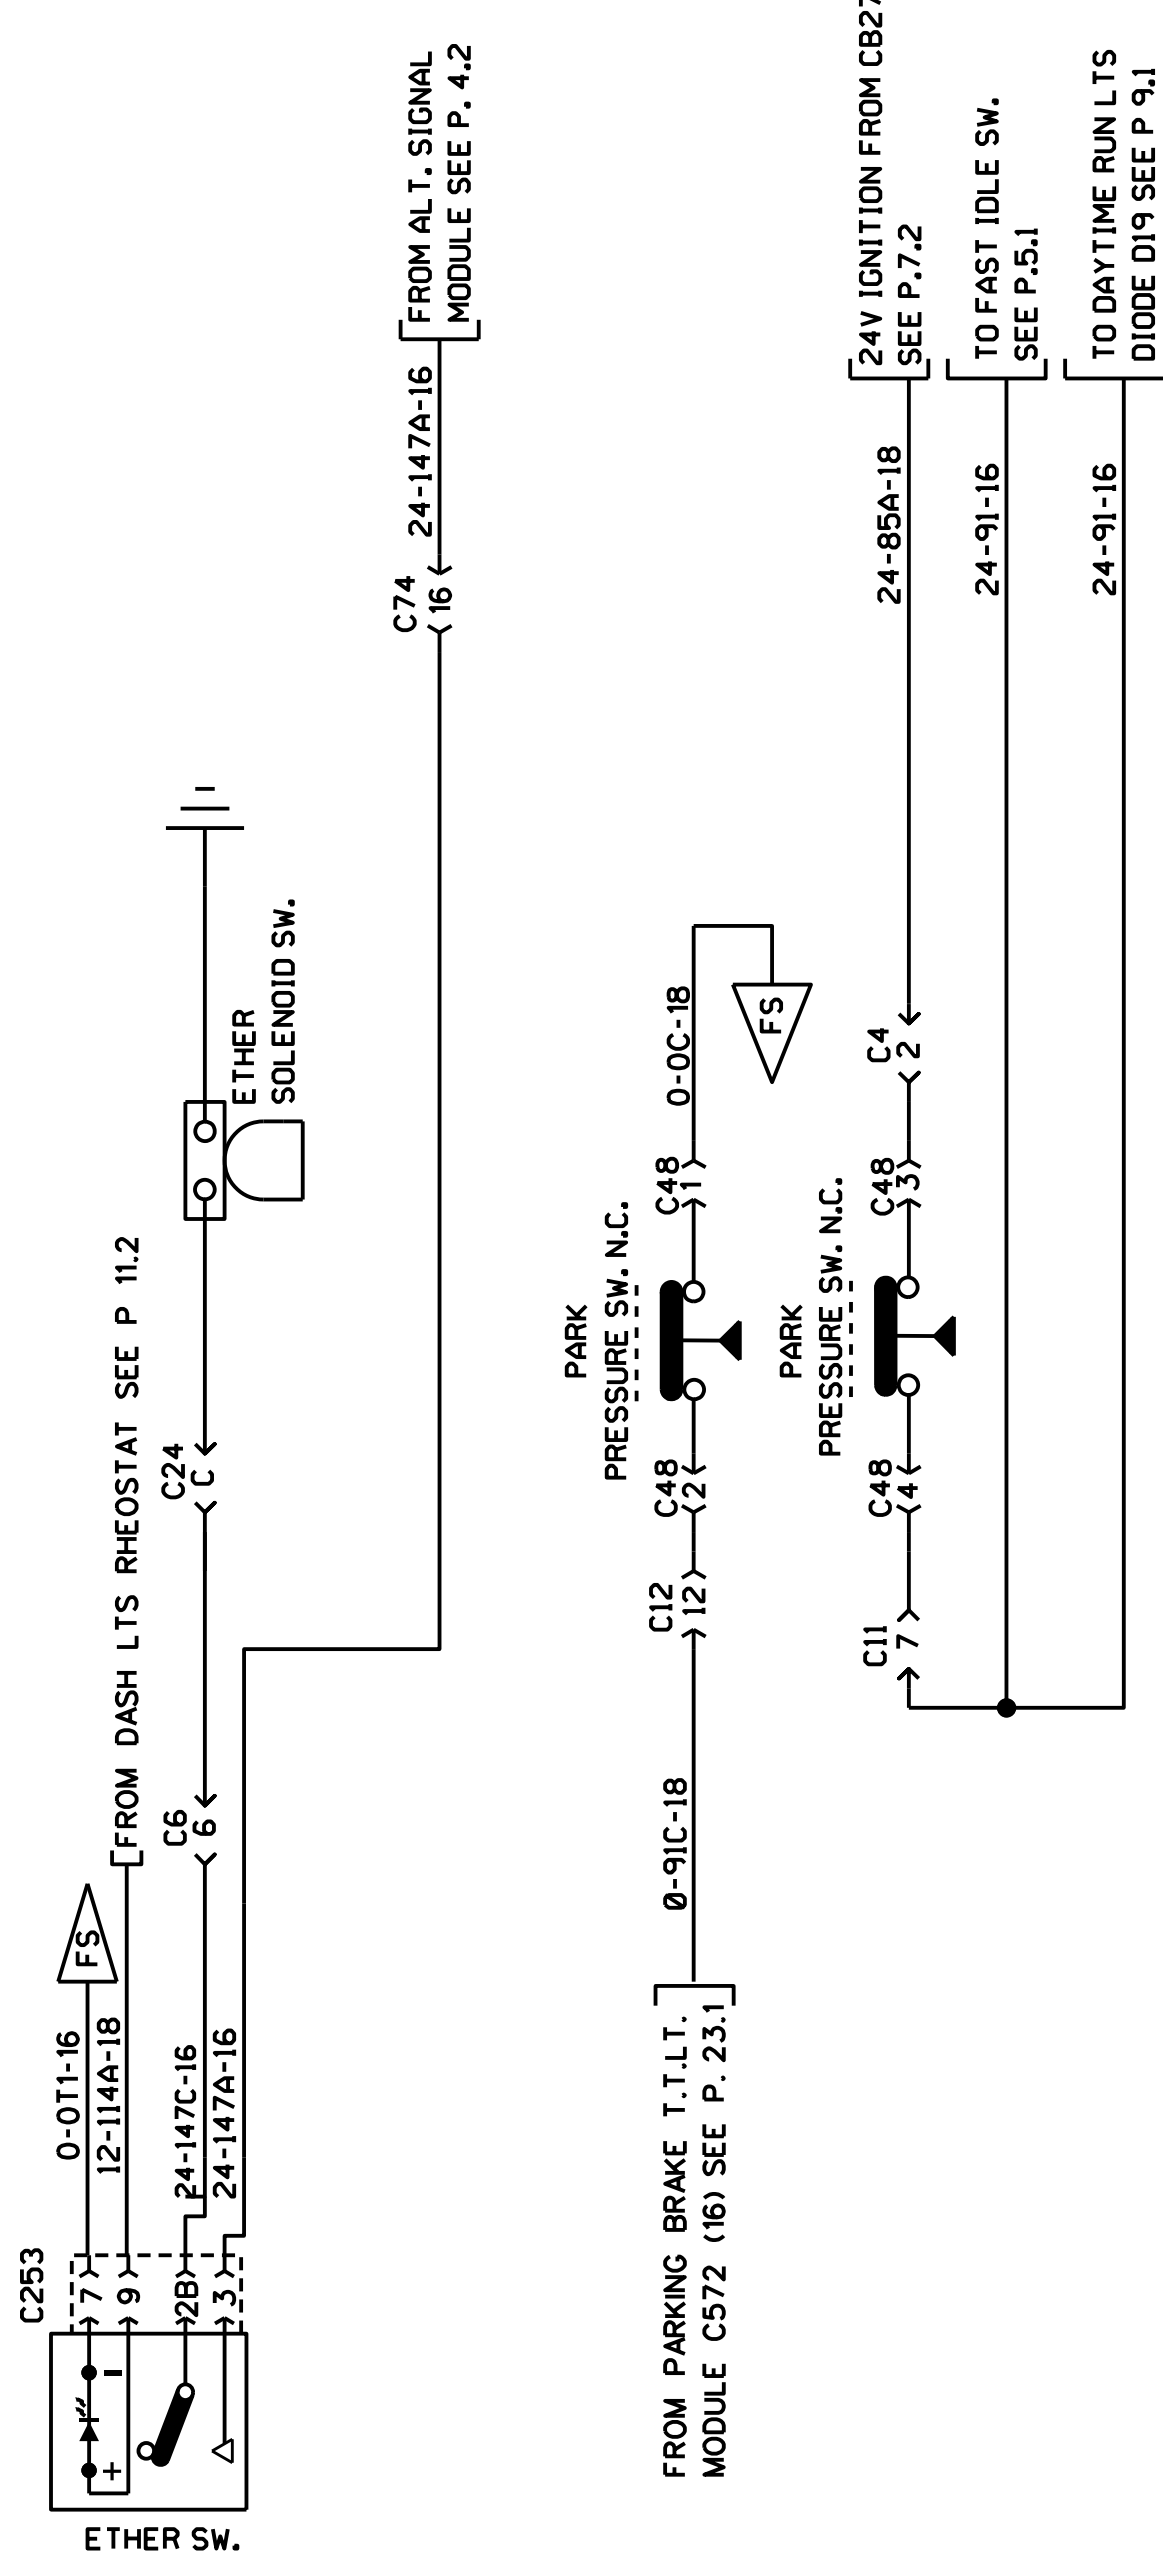 ETHER SW.
C253
7
9
2B
3
0-0T1-16
12-114A-18
24-147C-16
24-147A-16
FS
FROM DASH LTS RHEOSTAT SEE P 11.2
C6
6
C24
C
ETHER
SOLENOID SW.
C74
16
24-147A-16
FROM ALT. SIGNAL
MODULE SEE P. 4.2
FROM PARKING BRAKE T.T.LT.
MODULE C572 (16) SEE P. 23.1
0-91C-18
C12
12
C48
2
PARK
PRESSURE SW. N.C.
C48
1
0-0C-18
FS
C11
7
C48
4
PARK
PRESSURE SW. N.C.
C48
3
C4
2
24-85A-18
24V IGNITION FROM CB27
SEE P.7.2
24-91-16
TO FAST IDLE SW.
SEE P.5.1
24-91-16
TO DAYTIME RUN LTS
DIODE D19 SEE P 9.1